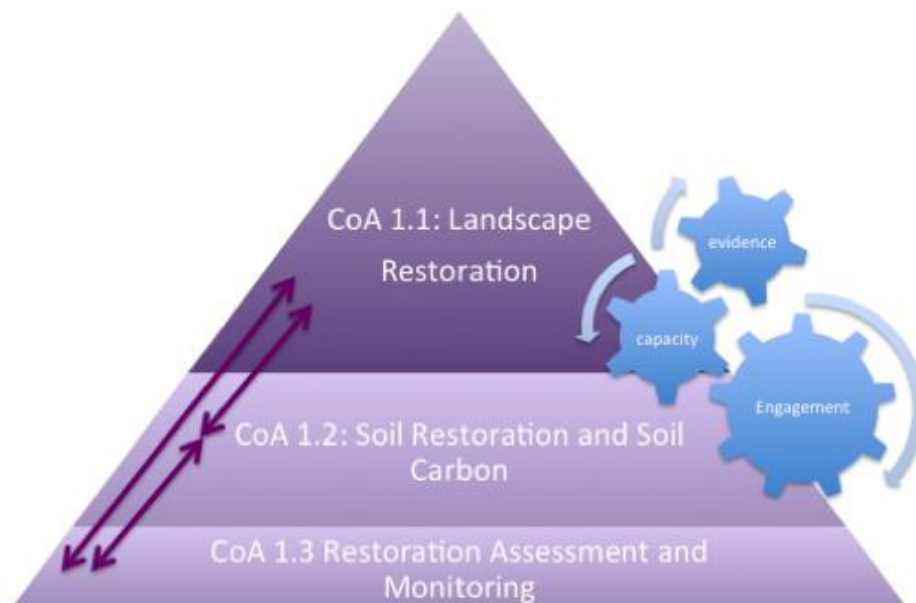 CoA 1.1: Landscape
Restoration
evidence
capacity
Engagement
CoA 1.2: Soil Restoration and Soil
Carbon
CoA 1.3 Restoration Assessment and
Monitoring